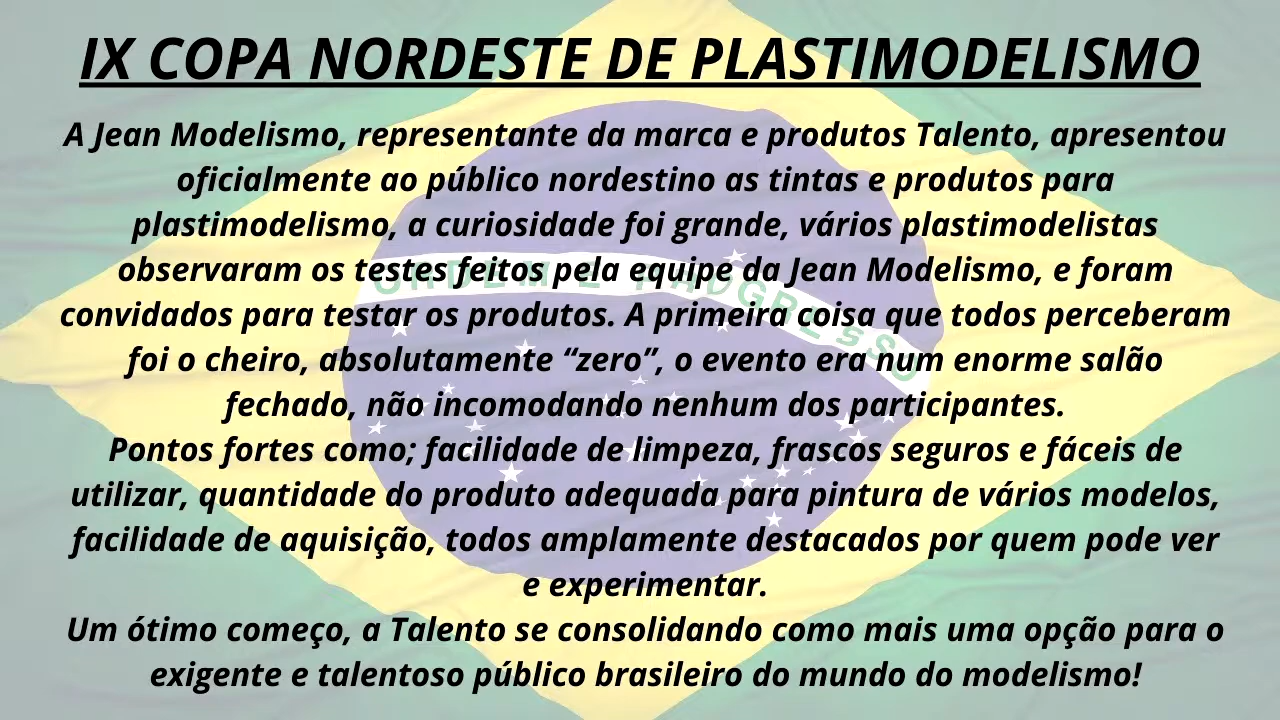 IX COPA NORDESTE DE PLASTIMODELISMO
A Jean Modelismo, representante da marca e produtos Talento, apresentou
oficialmente ao público nordestino as tintas e produtos para
plastimodelismo, a curiosidade foi grande, vários plastimodelistas
observaram os testes feitos pela equipe da Jean Modelismo, e foram
convidados para testar os produtos. A primeira coisa que todos perceberam
foi o cheiro, absolutamente “zero”, o evento era num enorme salão
fechado, não incomodando nenhum dos participantes.
Pontos fortes como; facilidade de limpeza, frascos seguros e fáceis de
utilizar, quantidade do produto adequada para pintura de vários modelos,
facilidade de aquisição, todos amplamente destacados por quem pode ver
e experimentar.
Um ótimo começo, a Talento se consolidando como mais uma opção para o
exigente e talentoso público brasileiro do mundo do modelismo!